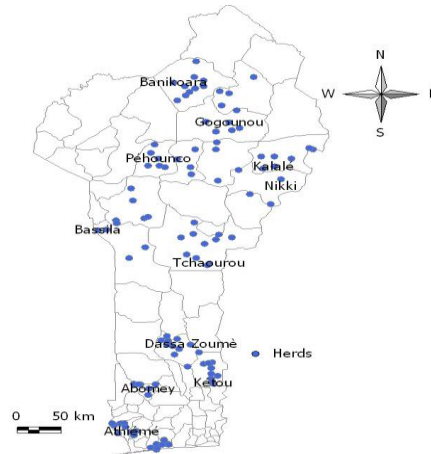 N
Banikoara
W
E
S
Gogounou
Péhounco
Kalalé
Nikki
Bassila
Tchaourou
Dassa Zoumè
Herds
Kétou
Abomey
0 50 km
Athiémé